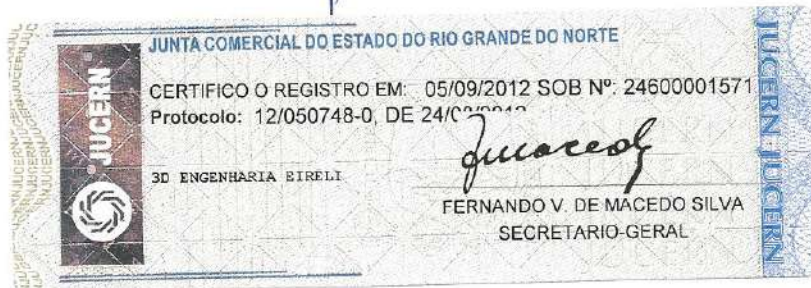 JUNTA COMERCIAL DO ESTADO DO RIO GRANDE DO NORTE
CERTIFICO O REGISTRO EM: 05/09/2012 SOB Nº: 24600001571
Protocolo: 12/050748-0, DE 24/
3D ENGENHARIA EIRELI
FERNANDO V. DE MACEDO SILVA
SECRETARIO-GERAL
JUCERN
JUCERN JUCERN